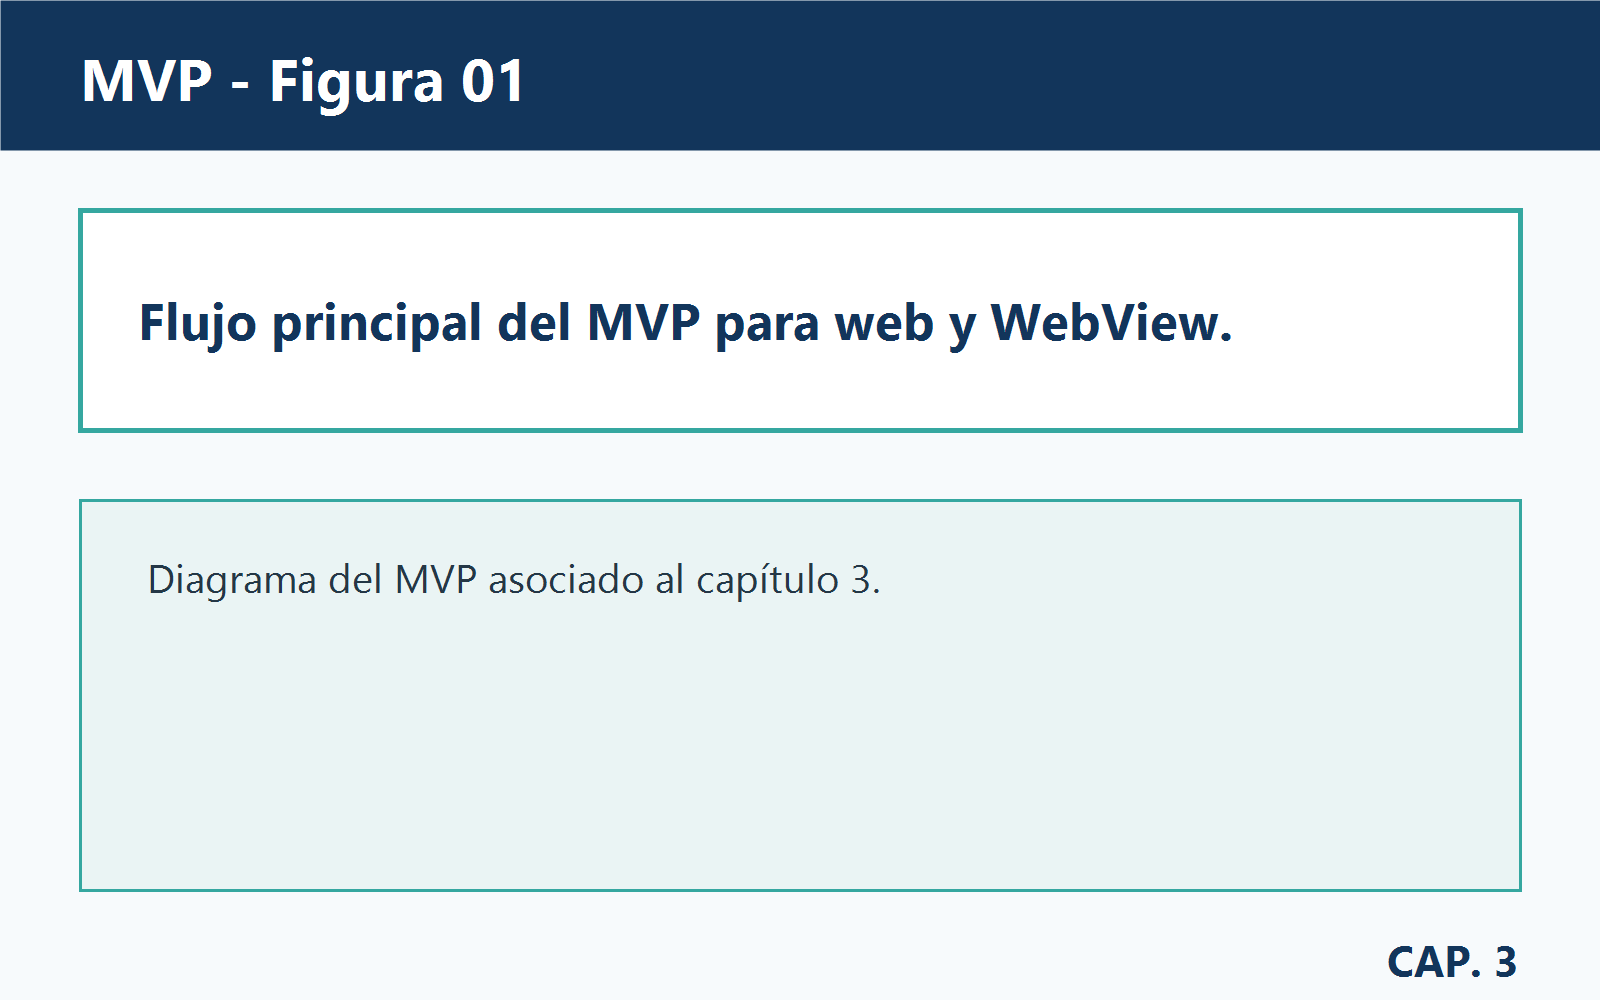 MVP - Figura 01
Flujo principal del MVP para web y WebView.
Diagrama del MVP asociado al capítulo 3.
CAP. 3